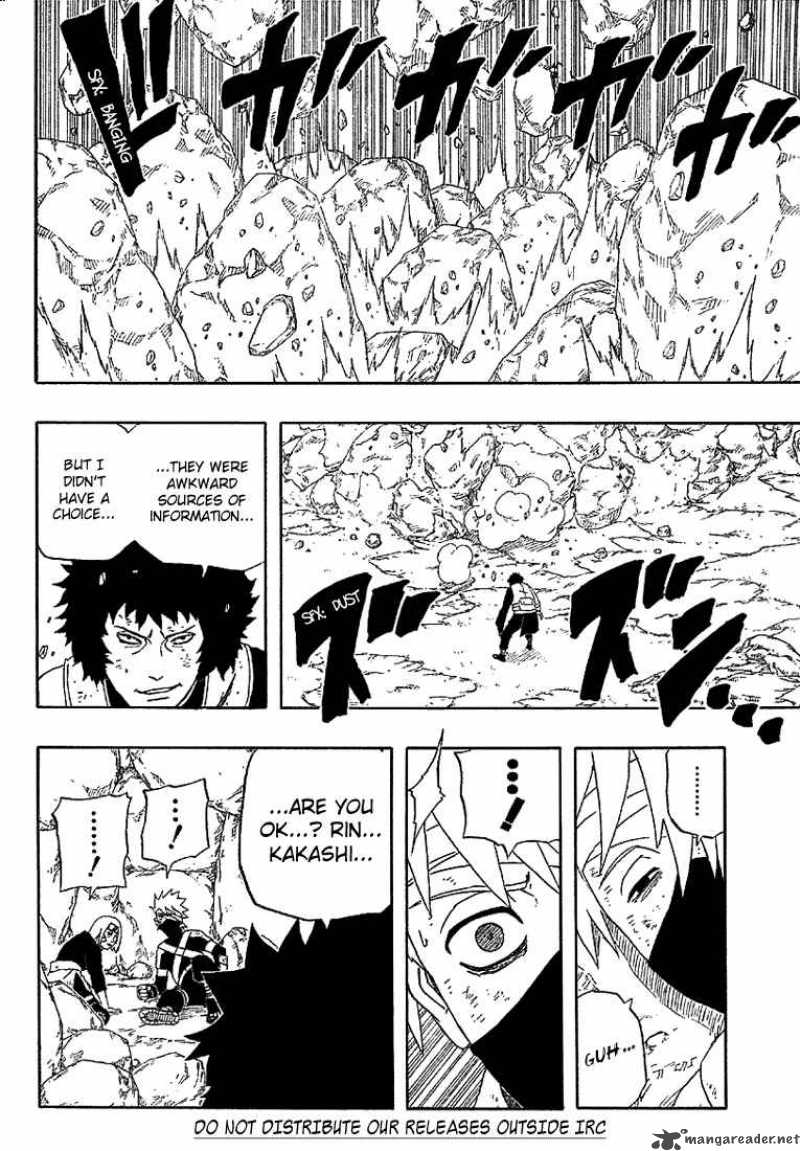 ドガガガガ
SFX: BANGING
ズズン...
SFX: DUST
...THEY WERE
AWKWARD
SOURCES OF
INFORMATION...
BUT I
DIDN'T
HAVE A
CHOICE...
........
GUH...
...!
...ARE YOU
OK...? RIN...
KAKASHI...
....!
.....!
DO NOT DISTRIBUTE OUR RELEASES OUTSIDE IRC
mangareader.net